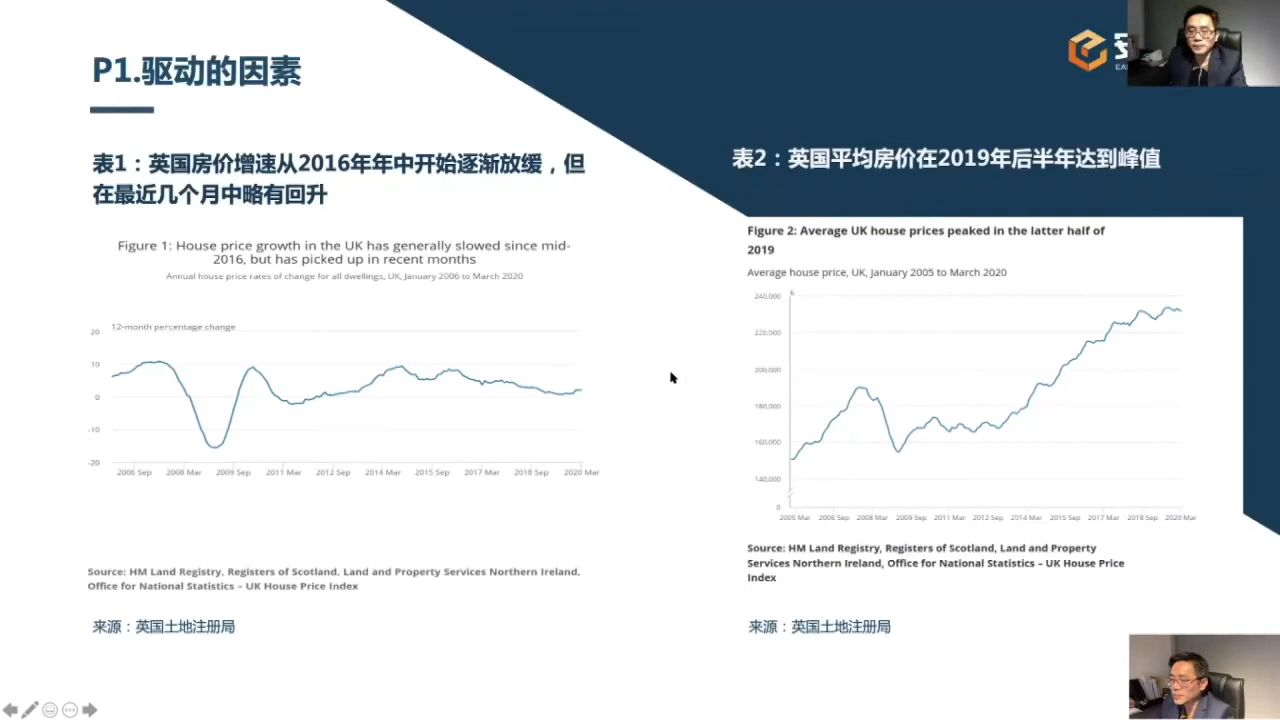 P1.驱动的因素
表1：英国房价增速从2016年年中开始逐渐放缓，但
在最近几个月中略有回升
Figure 1: House price growth in the UK has generally slowed since mid-
2016, but has picked up in recent months
Annual house price rates of change for all dwellings, UK, January 2006 to March 2020
12-month percentage change
20
10
0
-10
-20
2006 Sep 2008 Mar 2009 Sep 2011 Mar 2012 Sep 2014 Mar 2015 Sep 2017 Mar 2018 Sep 2020 Mar
Source: HM Land Registry, Registers of Scotland, Land and Property Services Northern Ireland,
Office for National Statistics – UK House Price Index
来源：英国土地注册局
表2：英国平均房价在2019年后半年达到峰值
Figure 2: Average UK house prices peaked in the latter half of
2019
Average house price, UK, January 2005 to March 2020
£
240,000
220,000
200,000
180,000
160,000
140,000
0
2005 Mar 2006 Sep 2008 Mar 2009 Sep 2011 Mar 2012 Sep 2014 Mar 2015 Sep 2017 Mar 2018 Sep 2020 Mar
Source: HM Land Registry, Registers of Scotland, Land and Property
Services Northern Ireland, Office for National Statistics – UK House Price
Index
来源：英国土地注册局